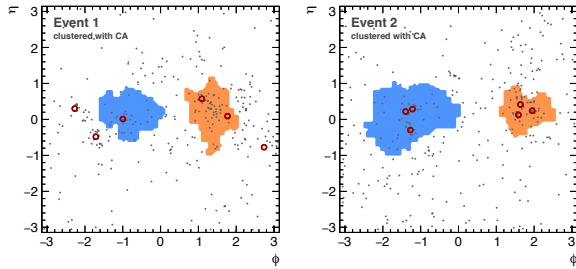 η
Event 1
clustered with CA
3
2
1
0
−1
−2
−3
−3 −2 −1 0 1 2 3
ϕ
η
Event 2
clustered with CA
3
2
1
0
−1
−2
−3
−3 −2 −1 0 1 2 3
ϕ